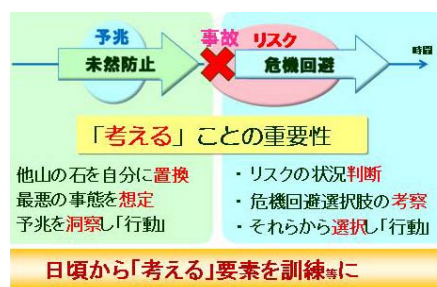 予兆 事故 リスク
未然防止 危機回避 時間
「考える」ことの重要性
他山の石を自分に置換
最悪の事態を想定
予兆を洞察し「行動」
・リスクの状況判断
・危機回避選択肢の考察
・それらから選択し「行動」
日頃から「考える」要素を訓練等に